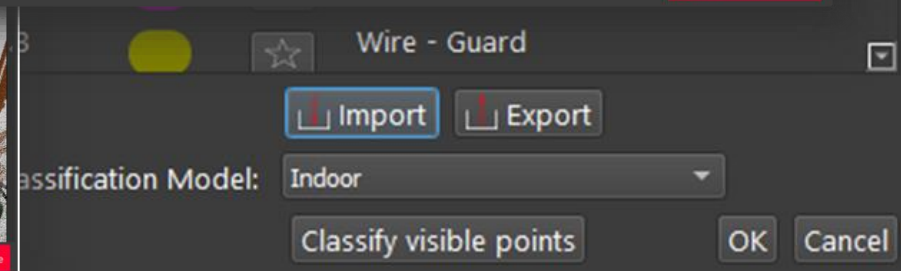 Wire - Guard
Import Export
assification Model: Indoor
Classify visible points OK Cancel